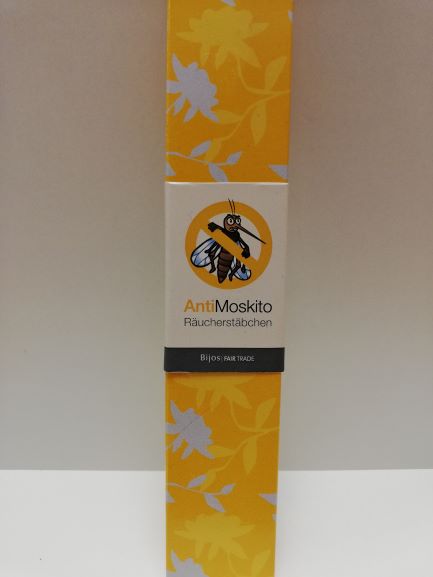 AntiMoskito
Räucherstäbchen
Bijos | FAIR TRADE